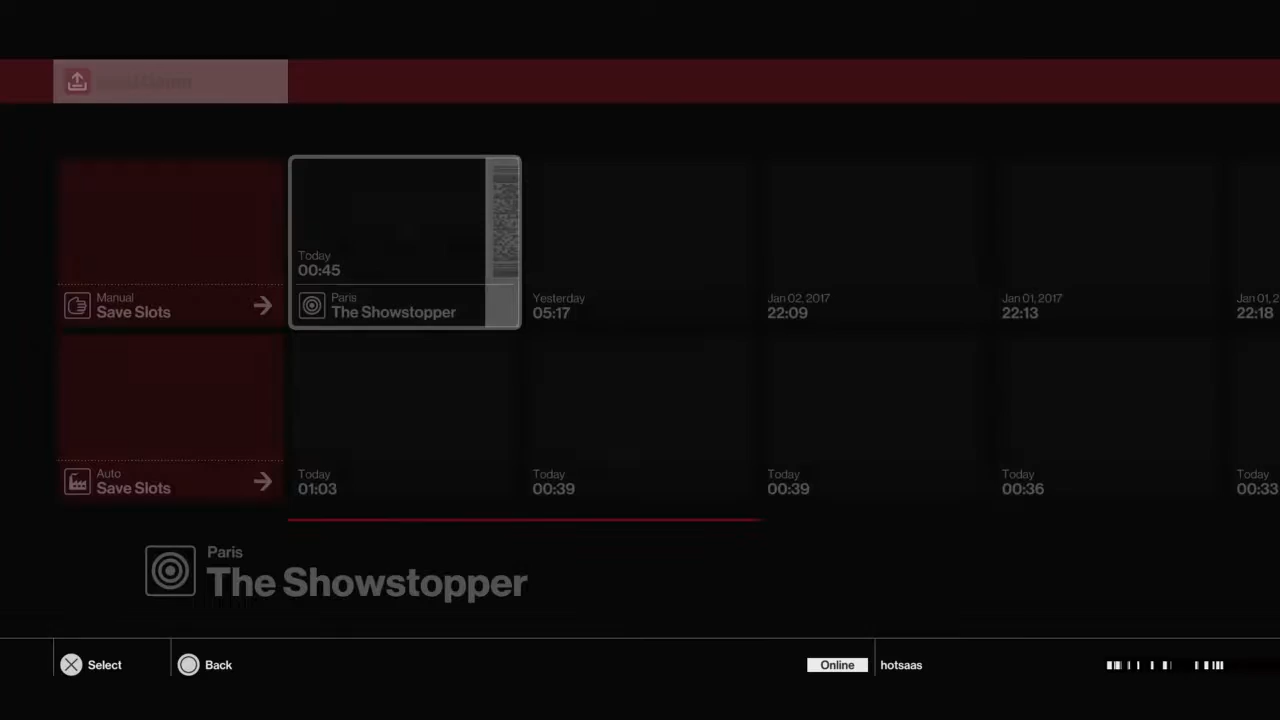 Today
00:45
Manual
Save Slots
Paris
The Showstopper
Yesterday
05:17
Jan 02, 2017
22:09
Jan 01, 2017
22:13
22:18
Auto
Save Slots
Today
01:03
Today
00:39
Today
00:39
Today
00:36
Today
00:33
Paris
The Showstopper
Select
Back
Online
hotsaas